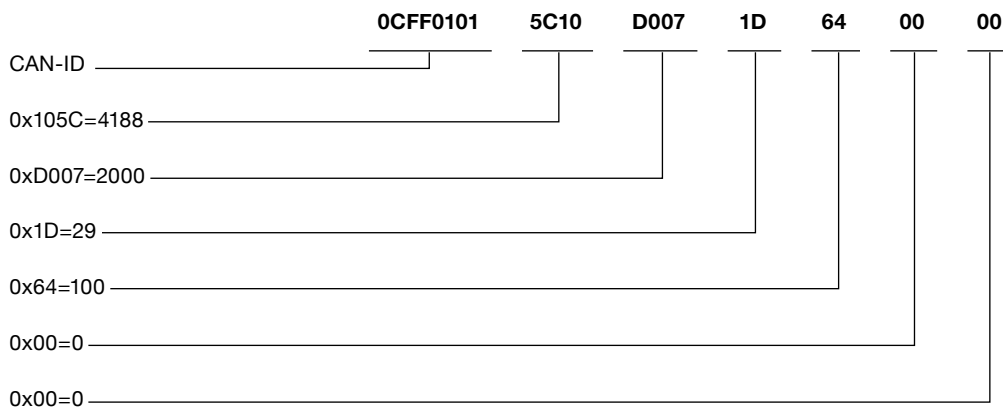 0CFF0101 5C10 D007 1D 64 00 00
CAN-ID
0x105C=4188
0xD007=2000
0x1D=29
0x64=100
0x00=0
0x00=0